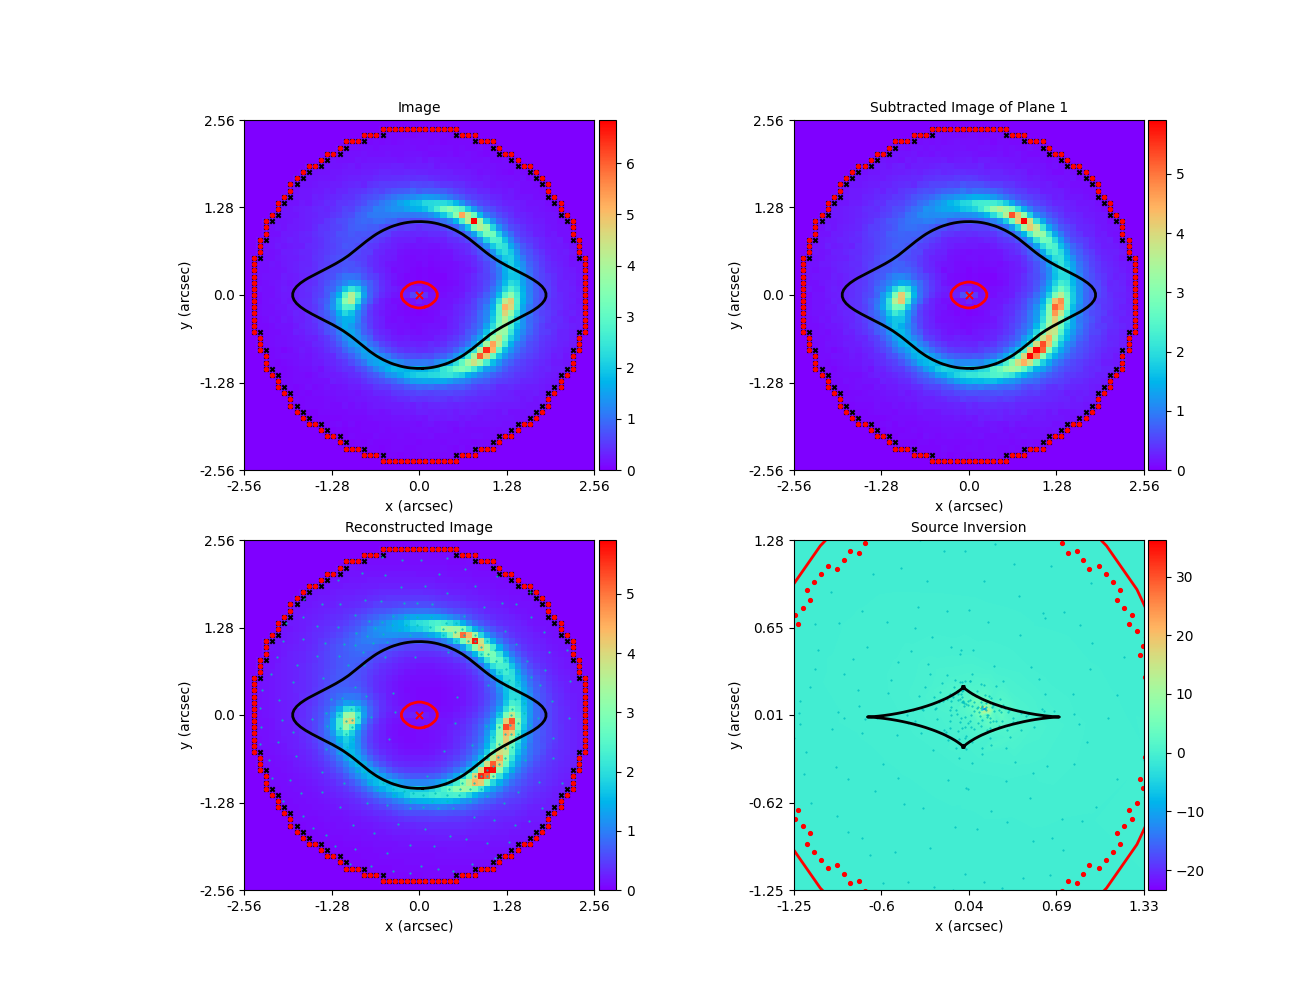 Image
2.56
1.28
0.0
-1.28
-2.56
y (arcsec)
-2.56 -1.28 0.0 1.28 2.56
x (arcsec)
6
5
4
3
2
1
0
Subtracted Image of Plane 1
2.56
1.28
0.0
-1.28
-2.56
y (arcsec)
-2.56 -1.28 0.0 1.28 2.56
x (arcsec)
5
4
3
2
1
0
Reconstructed Image
2.56
1.28
0.0
-1.28
-2.56
y (arcsec)
-2.56 -1.28 0.0 1.28 2.56
x (arcsec)
5
4
3
2
1
0
Source Inversion
1.28
0.65
0.01
-0.62
-1.25
y (arcsec)
-1.25 -0.6 0.04 0.69 1.33
x (arcsec)
30
20
10
0
−10
−20